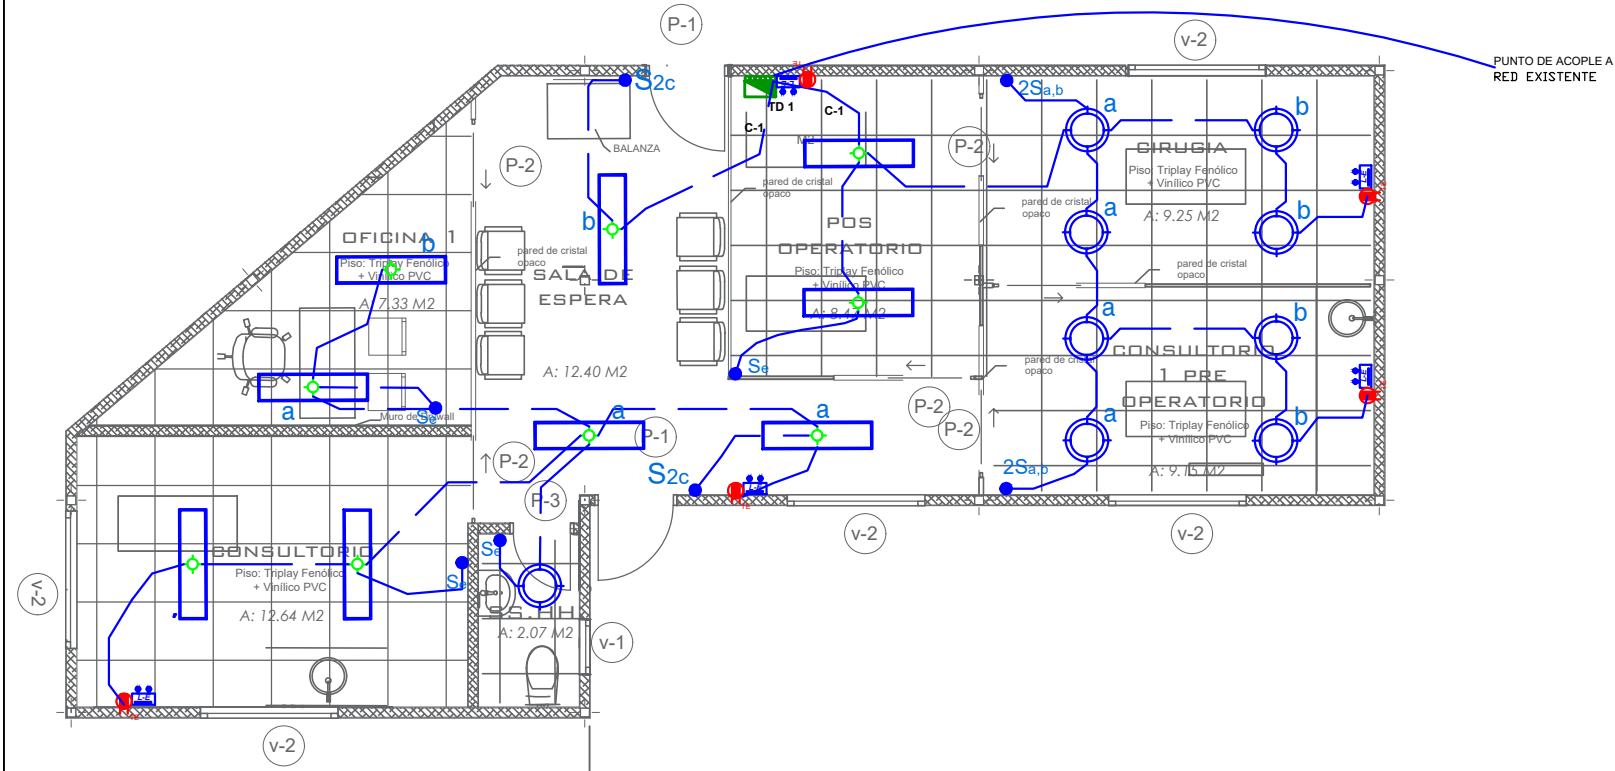 P-1
v-2
PUNTO DE ACOPLE A
RED EXISTENTE
S2c
TD 1
C-1
C-1
2Sa,b
a
b
BALANZA
P-2
P-2
CIRUGIA
Piso: Triplay Fenólico
+ Vinílico PVC
A: 9.25 M2
L-E
pared de cristal
opaco
pared de cristal
opaco
a
b
b
POS
OPERATORIO
Piso: Triplay Fenólico
+ Vinílico PVC
A: 8.44 M2
OFICINA 1
b
Piso: Triplay Fenólico
+ Vinílico PVC
A: 7.33 M2
pared de cristal
opaco
SALA DE
ESPERA
A: 12.40 M2
pared de cristal
opaco
a
b
CONSULTORIO
1 PRE
OPERATORIO
Piso: Triplay Fenólico
+ Vinílico PVC
A: 9.15 M2
pared de cristal
opaco
L-E
Se
P-2
P-2
a
b
a
Se
Muro de Drywall
a
P-1
a
P-2
S2c
L-E
TE
2Sa,b
P-3
v-2
v-2
CONSULTORIO
Piso: Triplay Fenólico
+ Vinílico PVC
A: 12.64 M2
Se
Se
SS.HH
A: 2.07 M2
v-1
V-2
L-E
TE
v-2